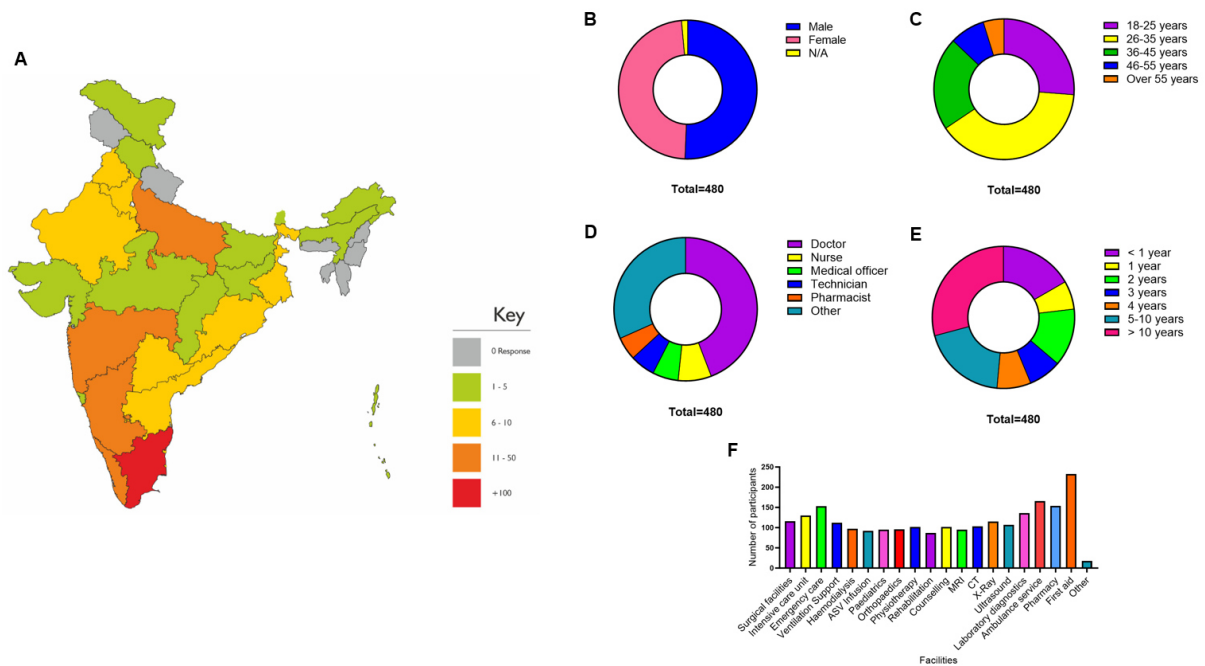 A
Key
0 Response
1 - 5
6 - 10
11 - 50
+100
B
Male
Female
N/A
Total=480
C
18-25 years
26-35 years
36-45 years
46-55 years
Over 55 years
Total=480
D
Doctor
Nurse
Medical officer
Technician
Pharmacist
Other
Total=480
E
< 1 year
1 year
2 years
3 years
4 years
5-10 years
> 10 years
Total=480
F
Number of participants
250
200
150
100
50
0
Surgical facilities
Intensive care unit
Emergency care
Ventilation Support
Haemodialysis
ASV Infusion
Paediatrics
Orthopaedics
Physiotherapy
Rehabilitation
Counselling
MRI
CT
X-Ray
Ultrasound
Laboratory diagnostics
Ambulance service
Pharmacy
First aid
Other
Facilities